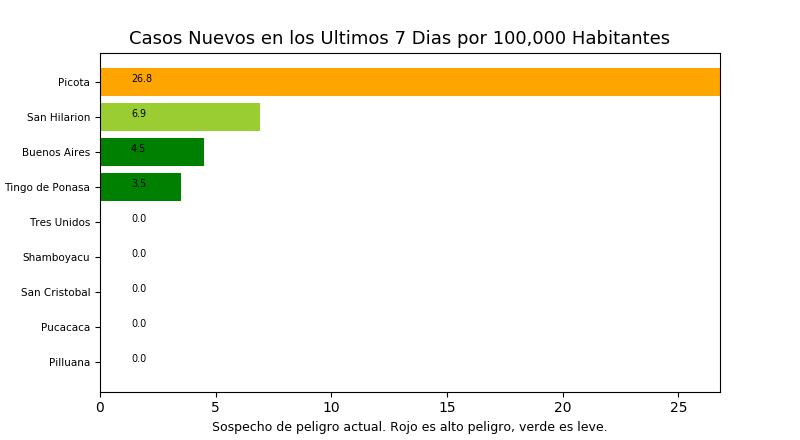 Casos Nuevos en los Ultimos 7 Dias por 100,000 Habitantes
Picota 26.8
San Hilarion 6.9
Buenos Aires 4.5
Tingo de Ponasa 3.5
Tres Unidos 0.0
Shamboyacu 0.0
San Cristobal 0.0
Pucacaca 0.0
Pilluana 0.0
0 5 10 15 20 25
Sospecho de peligro actual. Rojo es alto peligro, verde es leve.